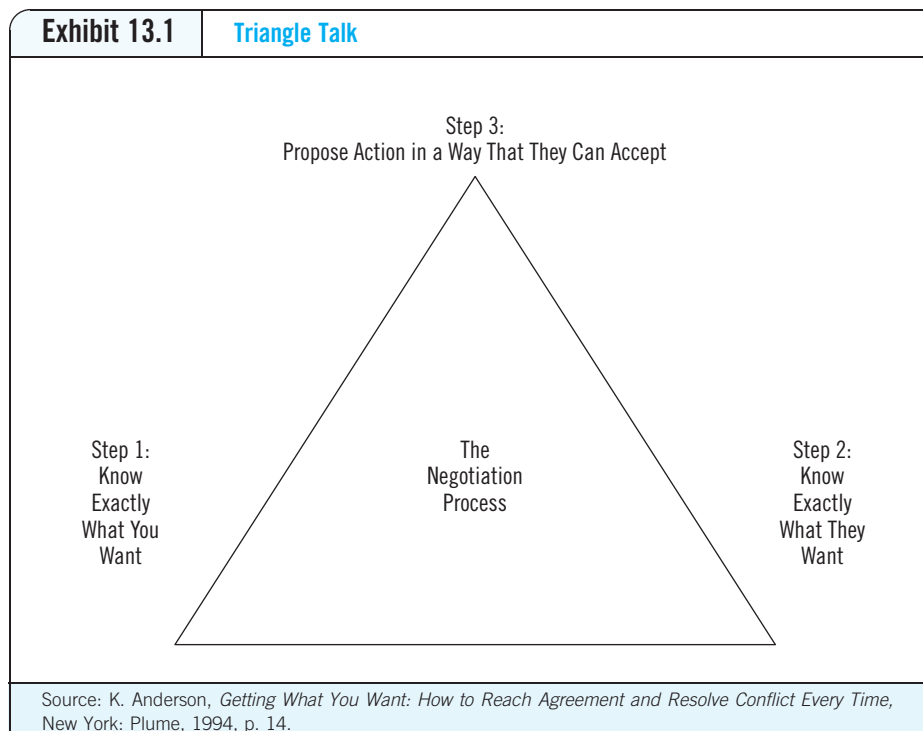 Exhibit 13.1
Triangle Talk
Step 3:
Propose Action in a Way That They Can Accept
Step 1:
Know
Exactly
What You
Want
The
Negotiation
Process
Step 2:
Know
Exactly
What They
Want
Source: K. Anderson, Getting What You Want: How to Reach Agreement and Resolve Conflict Every Time,
New York: Plume, 1994, p. 14.